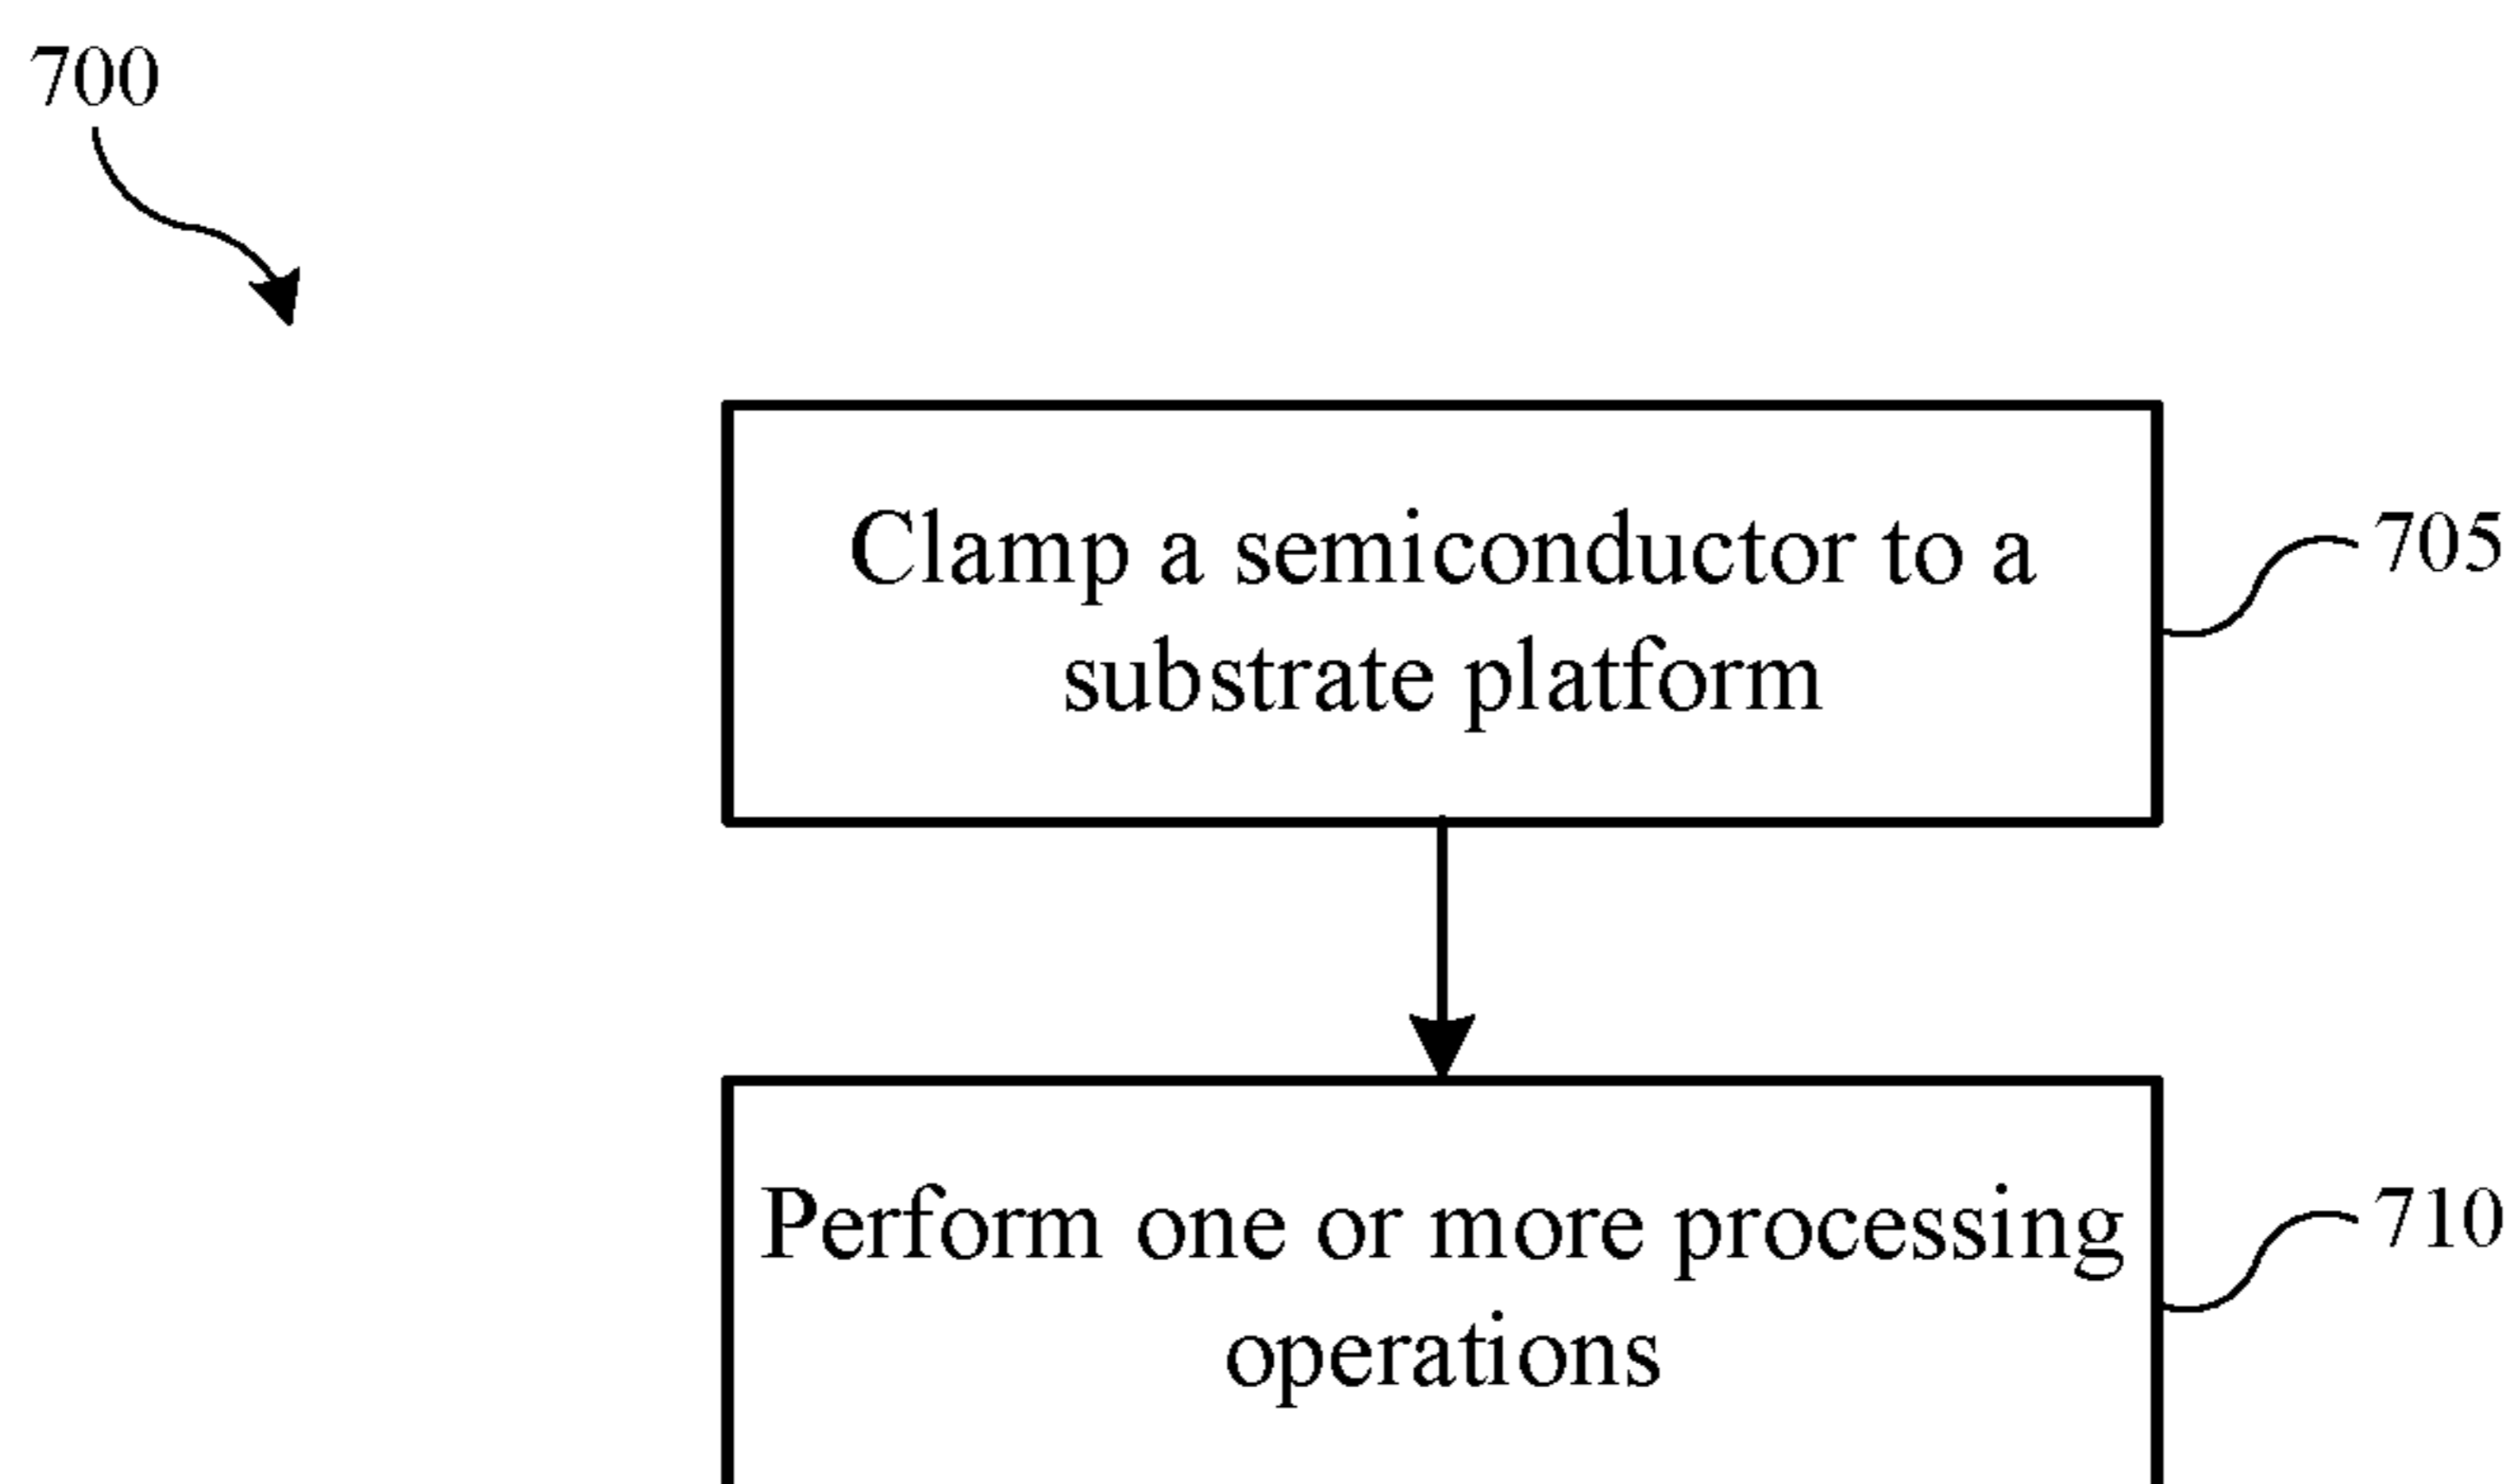 700
Clamp a semiconductor to a
substrate platform
705
Perform one or more processing
operations
710